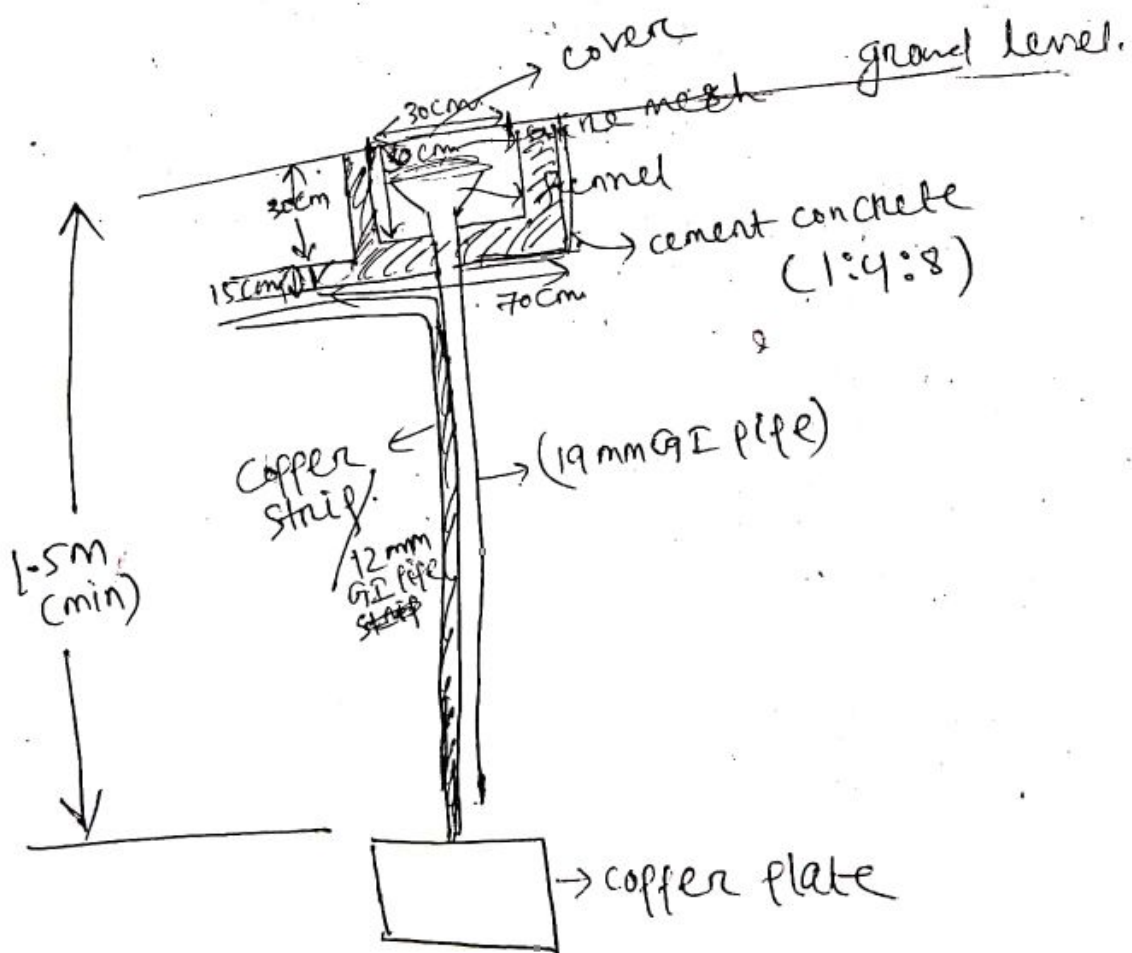 cover
ground level.
30cm
wire mesh
30cm
funnel
cement concrete
(1:4:8)
15cm
70cm
(19mm GI pipe)
copper
strip
12mm
GI pipe
1.5M
(min)
copper plate